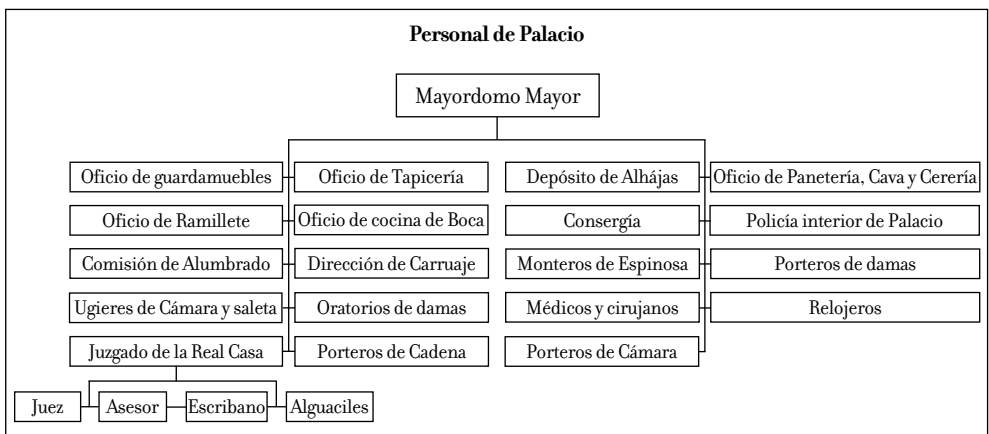 Personal de Palacio
Mayordomo Mayor
Oficio de guardamuebles
Oficio de Tapicería
Depósito de Alhájas
Oficio de Panetería, Cava y Cerería
Oficio de Ramillete
Oficio de cocina de Boca
Consergía
Policía interior de Palacio
Comisión de Alumbrado
Dirección de Carruaje
Monteros de Espinosa
Porteros de damas
Ugieres de Cámara y saleta
Oratorios de damas
Médicos y cirujanos
Relojeros
Juzgado de la Real Casa
Porteros de Cadena
Porteros de Cámara
Juez
Asesor
Escribano
Alguaciles